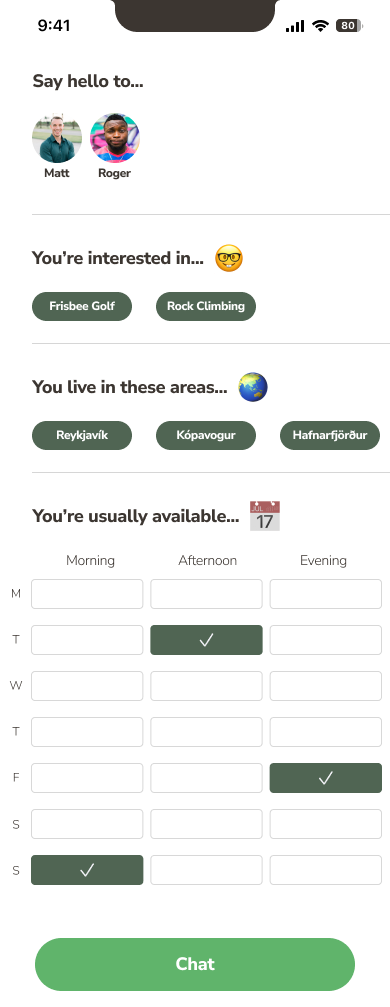 9:41
80
Say hello to...
Matt Roger
You're interested in...
Frisbee Golf Rock Climbing
You live in these areas...
Reykjavík Kópavogur Hafnarfjörður
You're usually available...
JUL
17
Morning Afternoon Evening
M
T
W
T
F
S
S
Chat